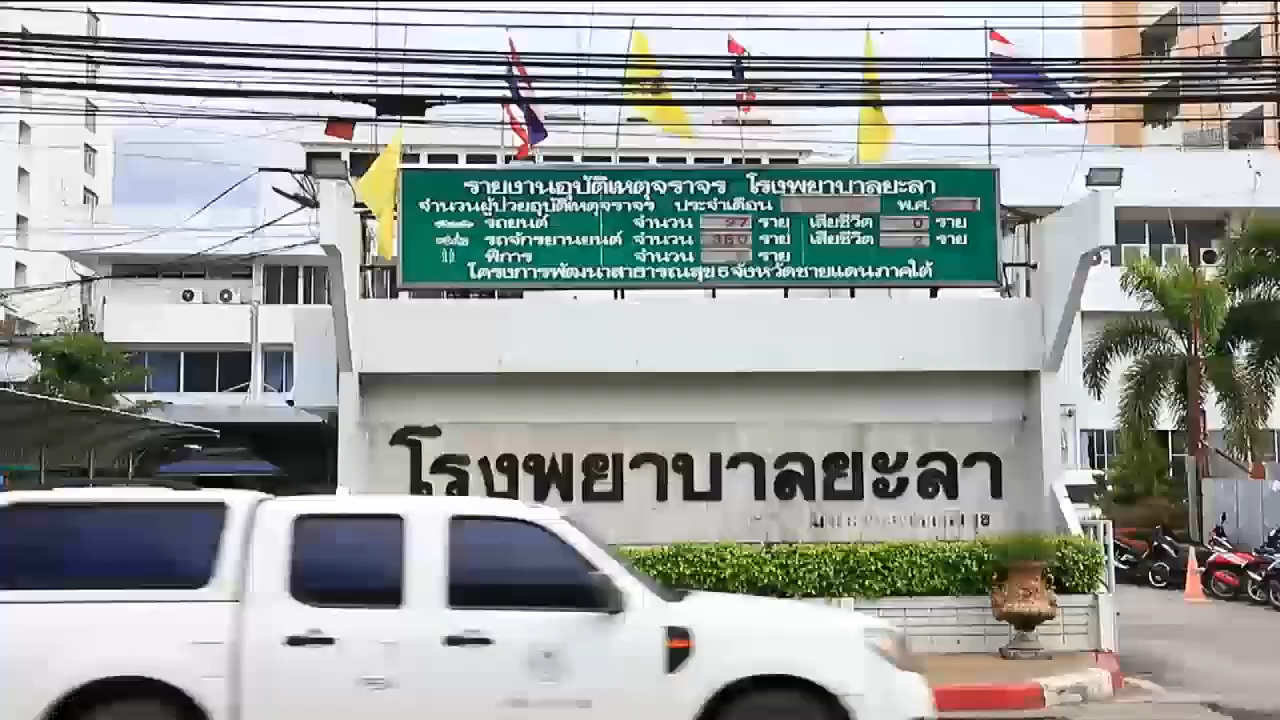 รายงานอุบัติเหตุจราจร โรงพยาบาลยะลา
จำนวนผู้ป่วยอุบัติเหตุจราจร ประจำเดือน พ.ศ.
รถยนต์ จำนวน 27 ราย เสียชีวิต 0 ราย
รถจักรยานยนต์ จำนวน 380 ราย เสียชีวิต 2 ราย
พิการ จำนวน ราย
โครงการพัฒนาสาธารณสุข 5 จังหวัดชายแดนภาคใต้
โรงพยาบาลยะลา